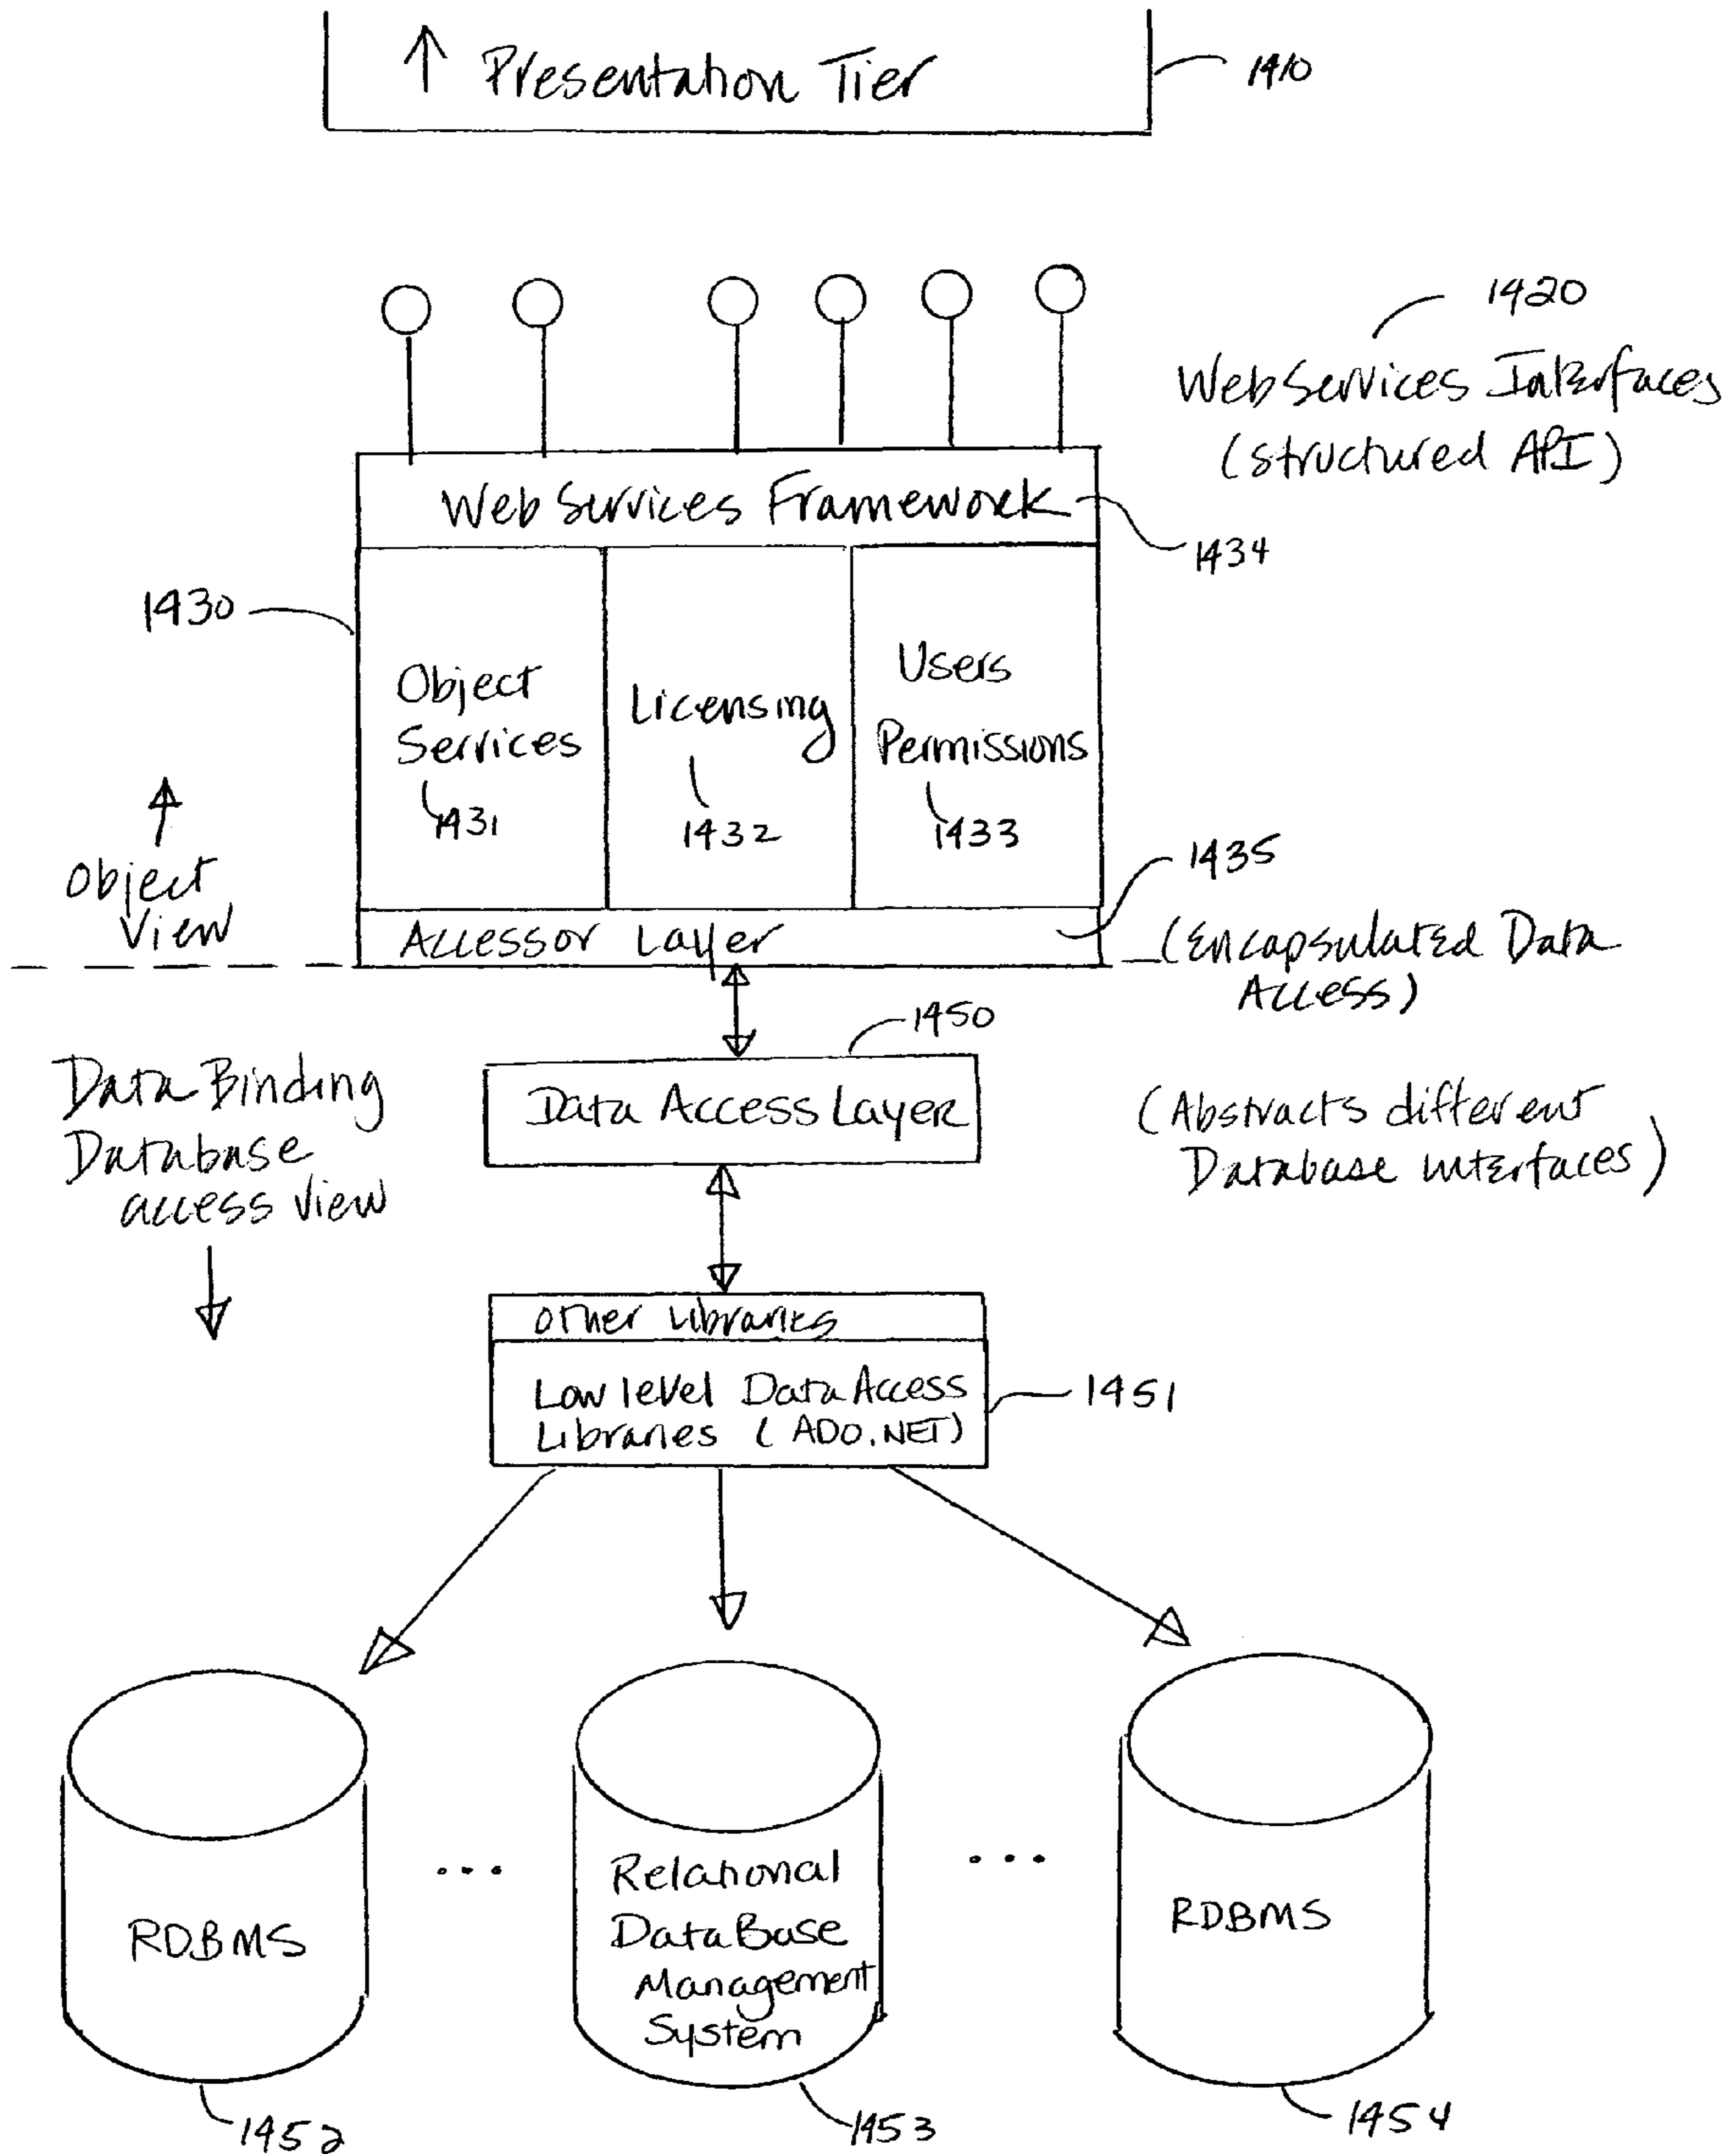 ↑ Presentation Tier
1410
1420
Web Services Interfaces
(structured API)
Web Services Framework
1434
1430
Object
Services
1431
Licensing
1432
Users
Permissions
1433
1435
↑
Object
View
Accessor Layer
(Encapsulated Data
Access)
1450
Data Access Layer
Data Binding
Database
access View
(Abstracts different
Database interfaces)
Other Libraries
Low level Data Access
Libraries (ADO.NET)
1451
RDBMS
...
Relational
DataBase
Management
System
...
RDBMS
1452
1453
1454